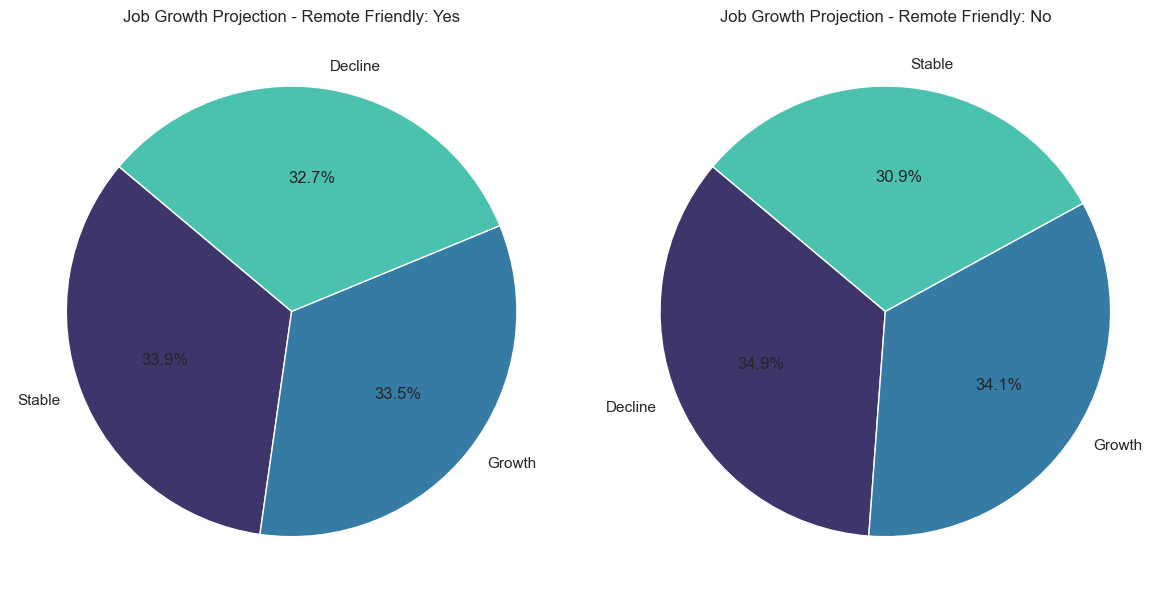 Job Growth Projection - Remote Friendly: Yes
Decline
32.7%
33.9%
Stable
33.5%
Growth
Job Growth Projection - Remote Friendly: No
Stable
30.9%
34.9%
Decline
34.1%
Growth